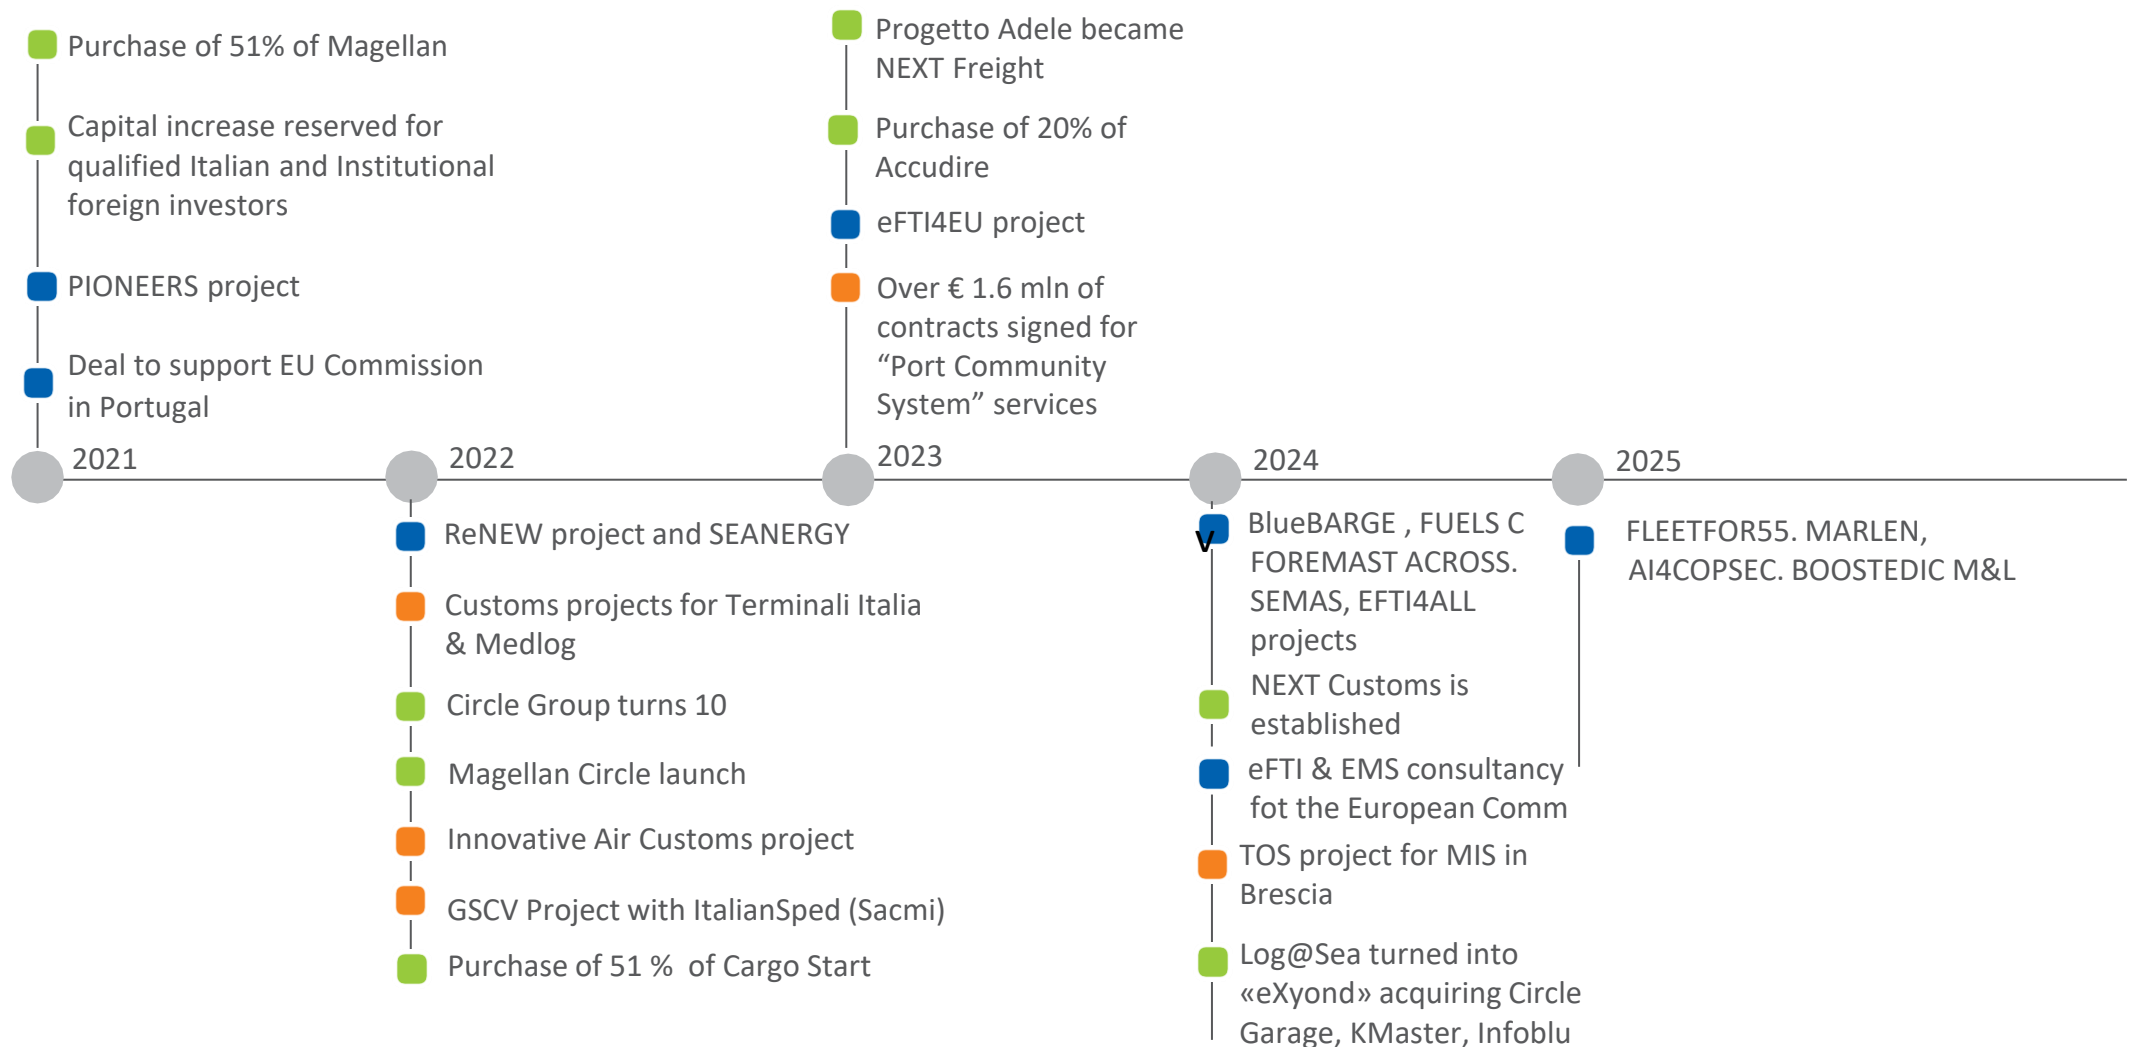 Purchase of 51% of Magellan
Capital increase reserved for
qualified Italian and Institutional
foreign investors
PIONEERS project
Deal to support EU Commission
in Portugal
2021
2022
ReNEW project and SEANERGY
Customs projects for Terminali Italia
& Medlog
Circle Group turns 10
Magellan Circle launch
Innovative Air Customs project
GSCV Project with ItalianSped (Sacmi)
Purchase of 51 % of Cargo Start
Progetto Adele became
NEXT Freight
Purchase of 20% of
Accudire
eFTI4EU project
Over € 1.6 mln of
contracts signed for
“Port Community
System” services
2023
2024
v
BlueBARGE , FUELS C
FOREMAST ACROSS.
SEMAS, EFTI4ALL
projects
NEXT Customs is
established
eFTI & EMS consultancy
fot the European Comm
TOS project for MIS in
Brescia
Log@Sea turned into
«eXyond» acquiring Circle
Garage, KMaster, Infoblu
2025
FLEETFOR55. MARLEN,
AI4COPSEC. BOOSTEDIC M&L